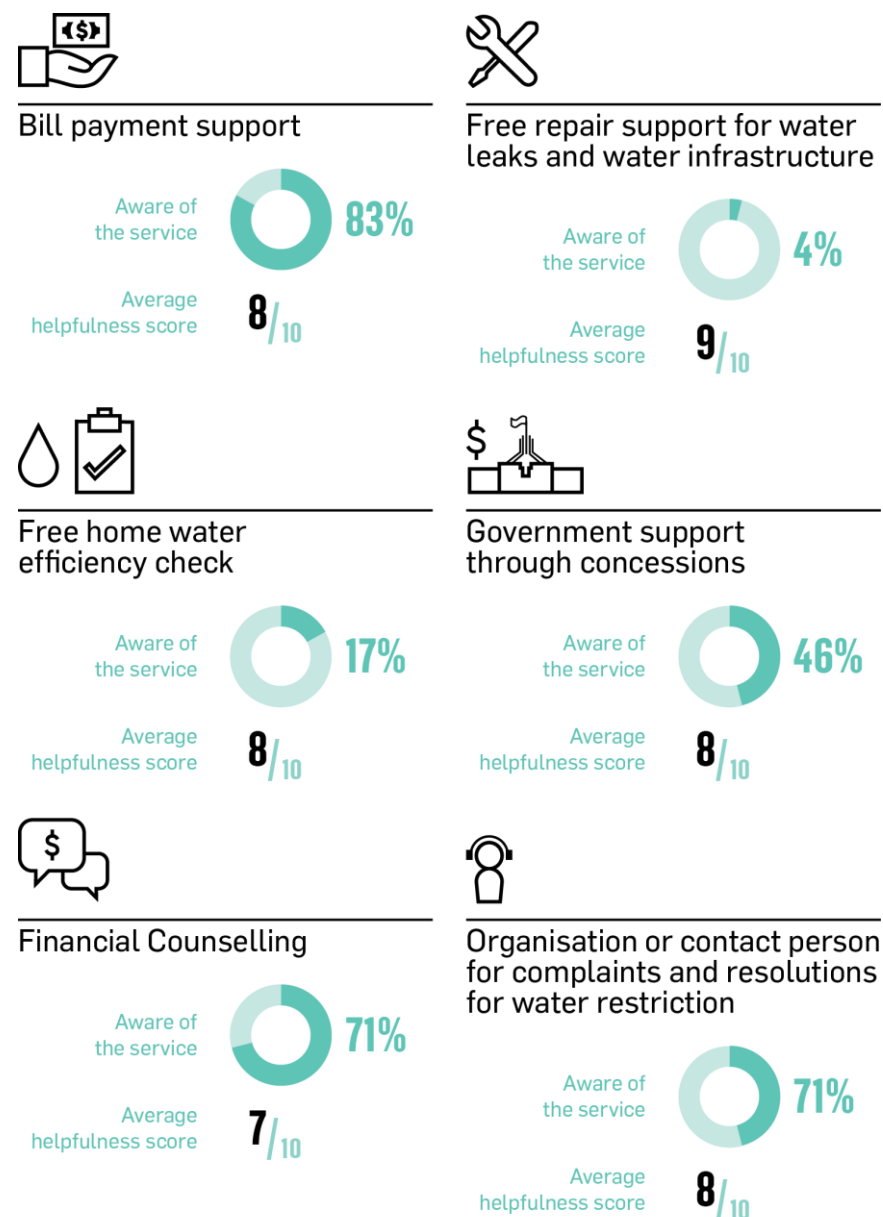 $
Bill payment support
Aware of
the service
83%
Average
helpfulness score
8/10
Free repair support for water
leaks and water infrastructure
Aware of
the service
4%
Average
helpfulness score
9/10
Free home water
efficiency check
Aware of
the service
17%
Average
helpfulness score
8/10
$
Government support
through concessions
Aware of
the service
46%
Average
helpfulness score
8/10
$
Financial Counselling
Aware of
the service
71%
Average
helpfulness score
7/10
Organisation or contact person
for complaints and resolutions
for water restriction
Aware of
the service
71%
Average
helpfulness score
8/10